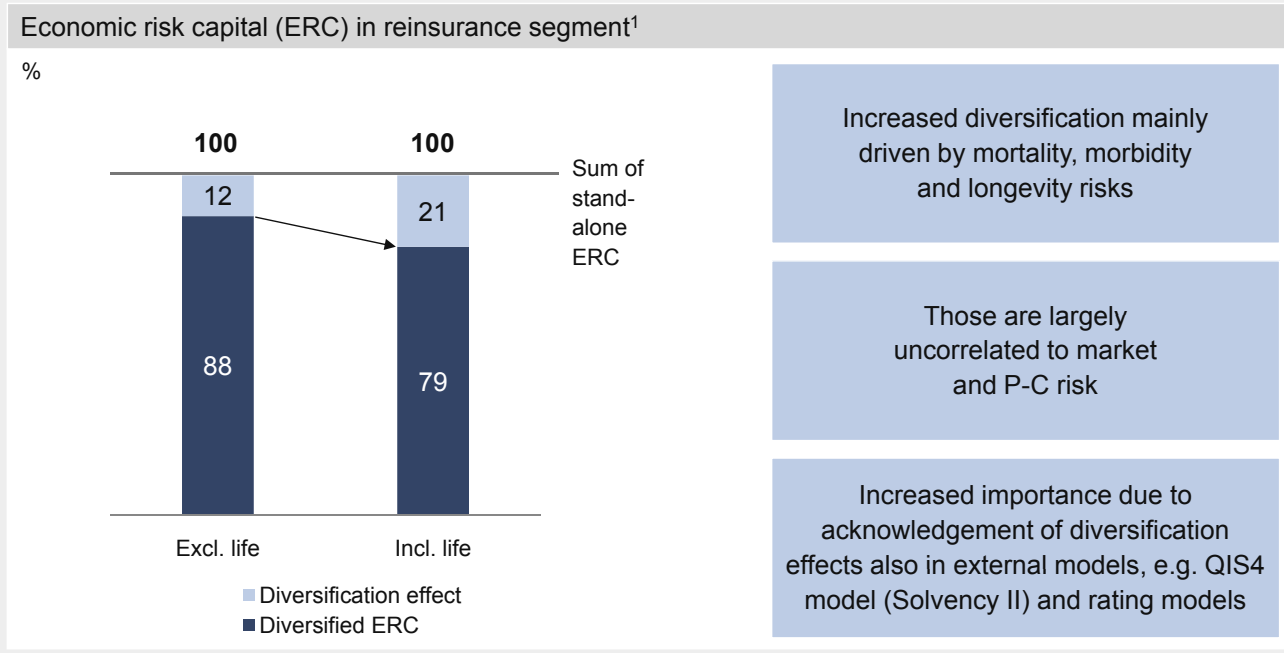 Economic risk capital (ERC) in reinsurance segment1
%
100
100
12
21
88
79
Sum of
stand-
alone
ERC
Excl. life
Incl. life
Diversification effect
Diversified ERC
Increased diversification mainly
driven by mortality, morbidity
and longevity risks
Those are largely
uncorrelated to market
and P-C risk
Increased importance due to
acknowledgement of diversification
effects also in external models, e.g. QIS4
model (Solvency II) and rating models